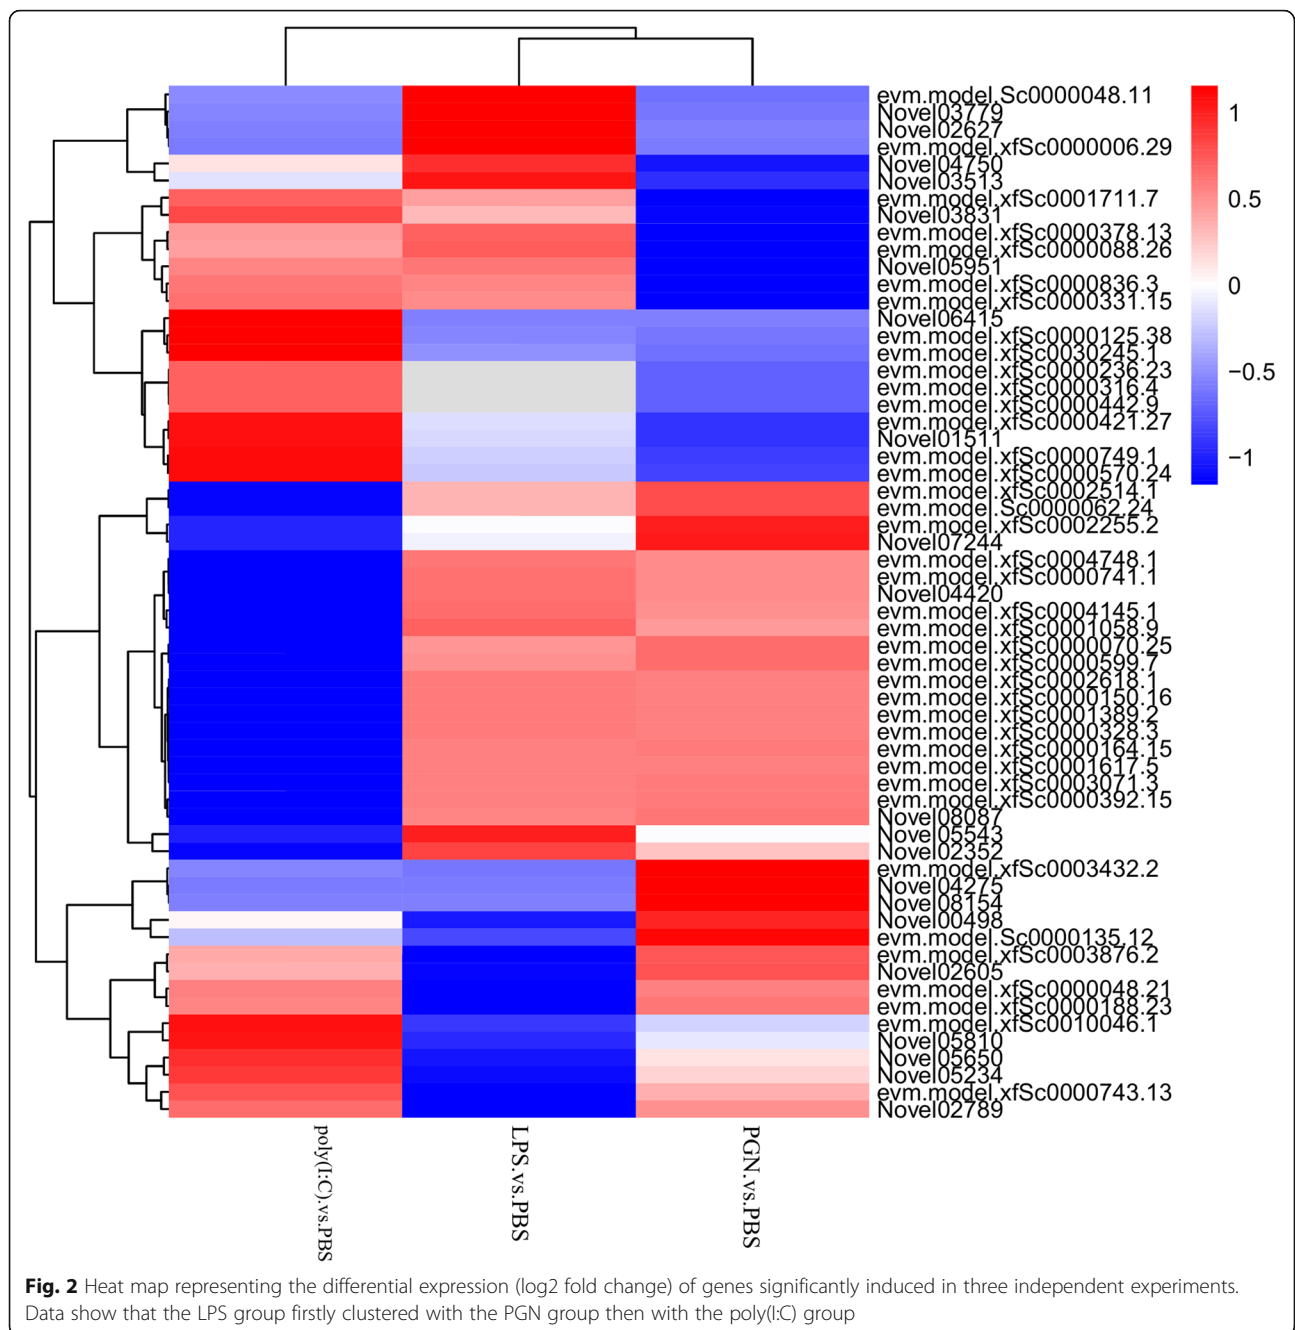 evm.model.Sc0000048.11
Novel03779
Novel02627
evm.model.xfSc0000006.29
Novel04750
Novel03513
evm.model.xfSc0001711.7
Novel03831
evm.model.xfSc0000378.13
evm.model.xfSc0000088.26
Novel05951
evm.model.xfSc0000836.3
evm.model.xfSc0000331.15
Novel06415
evm.model.xfSc0000125.38
evm.model.xfSc0030245.1
evm.model.xfSc0000236.23
evm.model.xfSc0000316.4
evm.model.xfSc0000442.9
evm.model.xfSc0000421.27
Novel01511
evm.model.xfSc0000749.1
evm.model.xfSc0000570.24
evm.model.xfSc0002514.1
evm.model.Sc0000062.24
evm.model.xfSc0002255.2
Novel07244
evm.model.xfSc0004748.1
evm.model.xfSc0000741.1
Novel04420
evm.model.xfSc0004145.1
evm.model.xfSc0001058.9
evm.model.xfSc0000070.25
evm.model.xfSc0000599.7
evm.model.xfSc0002618.1
evm.model.xfSc0000150.16
evm.model.xfSc0001389.2
evm.model.xfSc0000328.3
evm.model.xfSc0000164.15
evm.model.xfSc0001617.5
evm.model.xfSc0003071.3
evm.model.xfSc0000392.15
Novel08087
Novel05543
Novel02352
evm.model.xfSc0003432.2
Novel04275
Novel08154
Novel00498
evm.model.Sc0000135.12
evm.model.xfSc0003876.2
Novel02605
evm.model.xfSc0000048.21
evm.model.xfSc0000188.23
evm.model.xfSc0010046.1
Novel05810
Novel05650
Novel05234
evm.model.xfSc0000743.13
Novel02789
1
0.5
0
−0.5
−1
poly(I:C).vs.PBS
LPS.vs.PBS
PGN.vs.PBS
Fig. 2 Heat map representing the differential expression (log2 fold change) of genes significantly induced in three independent experiments.
Data show that the LPS group firstly clustered with the PGN group then with the poly(I:C) group